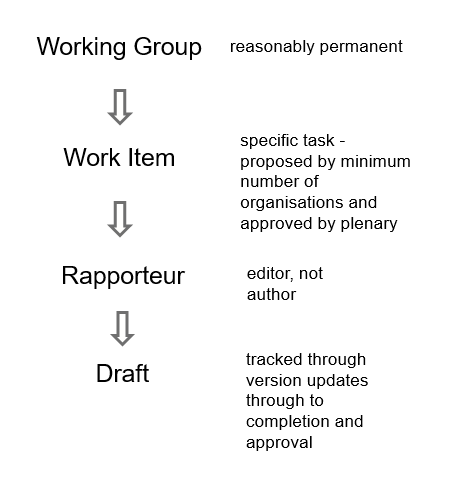 Working Group
reasonably permanent
Work Item
specific task -
proposed by minimum
number of
organisations and
approved by plenary
Rapporteur
editor, not
author
Draft
tracked through
version updates
through to
completion and
approval